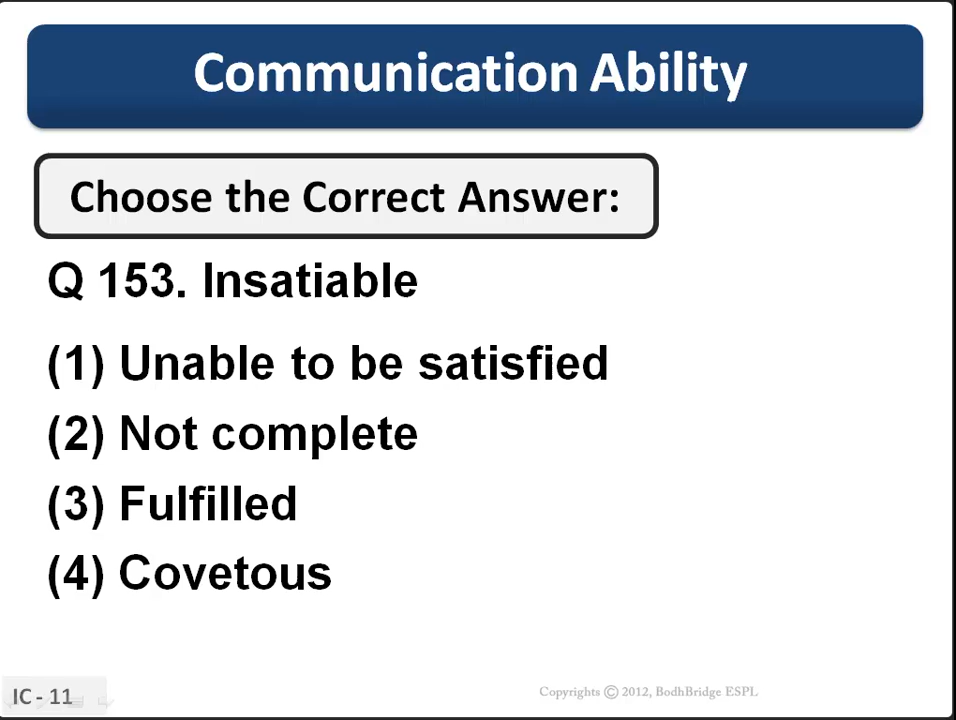 Communication Ability
Choose the Correct Answer:
Q 153. Insatiable
(1) Unable to be satisfied
(2) Not complete
(3) Fulfilled
(4) Covetous
IC - 11
Copyrights © 2012, BodhBridge ESPL